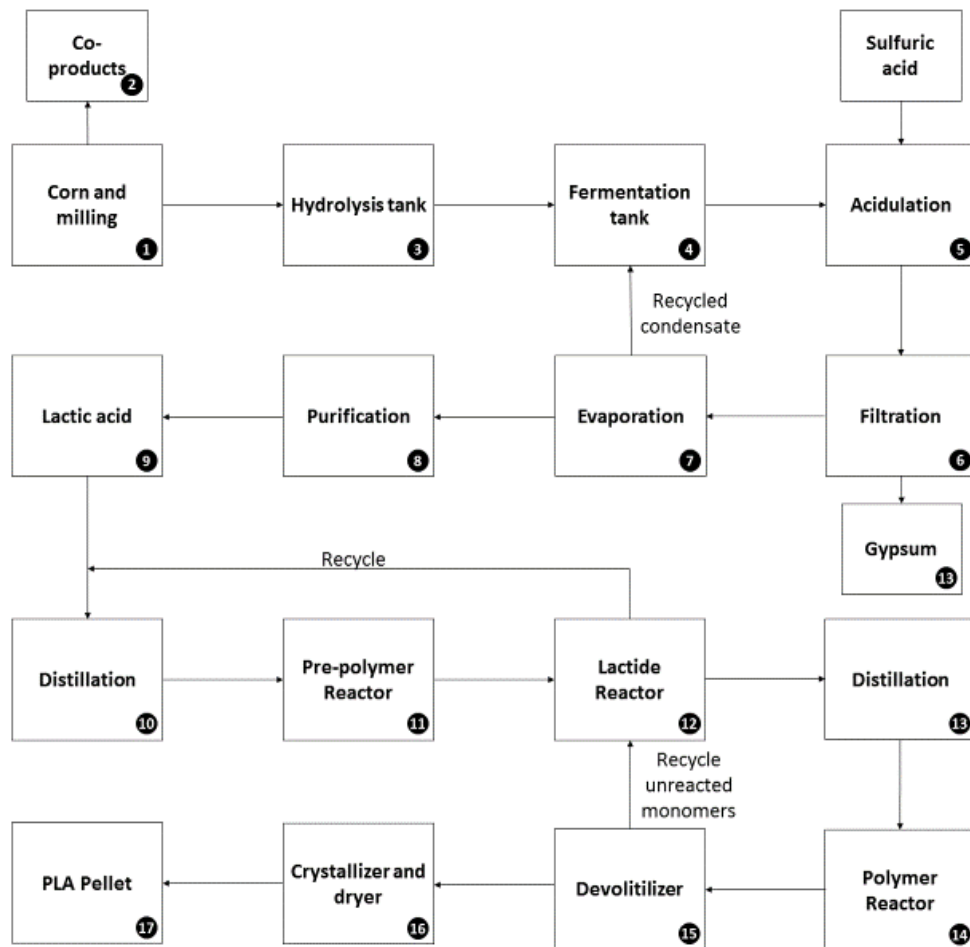 Co-
products
2
Sulfuric
acid
Corn and
milling
1
Hydrolysis tank
3
Fermentation
tank
4
Acidulation
5
Recycled
condensate
Lactic acid
9
Purification
8
Evaporation
7
Filtration
6
Gypsum
13
Recycle
Distillation
10
Pre-polymer
Reactor
11
Lactide
Reactor
12
Distillation
13
Recycle
unreacted
monomers
PLA Pellet
17
Crystallizer and
dryer
16
Devolitilizer
15
Polymer
Reactor
14